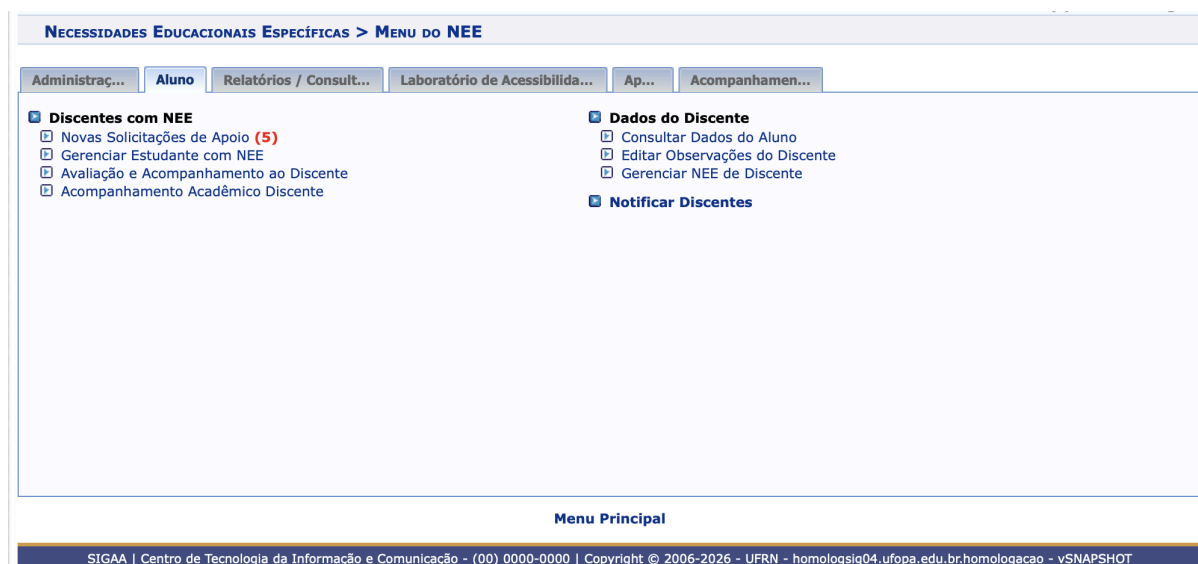 Necessidades Educacionais Específicas > Menu do NEE
Administraç...
Aluno
Relatórios / Consult...
Laboratório de Acessibilida...
Ap...
Acompanhamen...
Discentes com NEE
Novas Solicitações de Apoio (5)
Gerenciar Estudante com NEE
Avaliação e Acompanhamento ao Discente
Acompanhamento Acadêmico Discente
Dados do Discente
Consultar Dados do Aluno
Editar Observações do Discente
Gerenciar NEE de Discente
Notificar Discentes
Menu Principal
SIGAA | Centro de Tecnologia da Informação e Comunicação - (00) 0000-0000 | Copyright © 2006-2026 - UFRN - homologsig04.ufopa.edu.br.homologacao - vSNAPSHOT